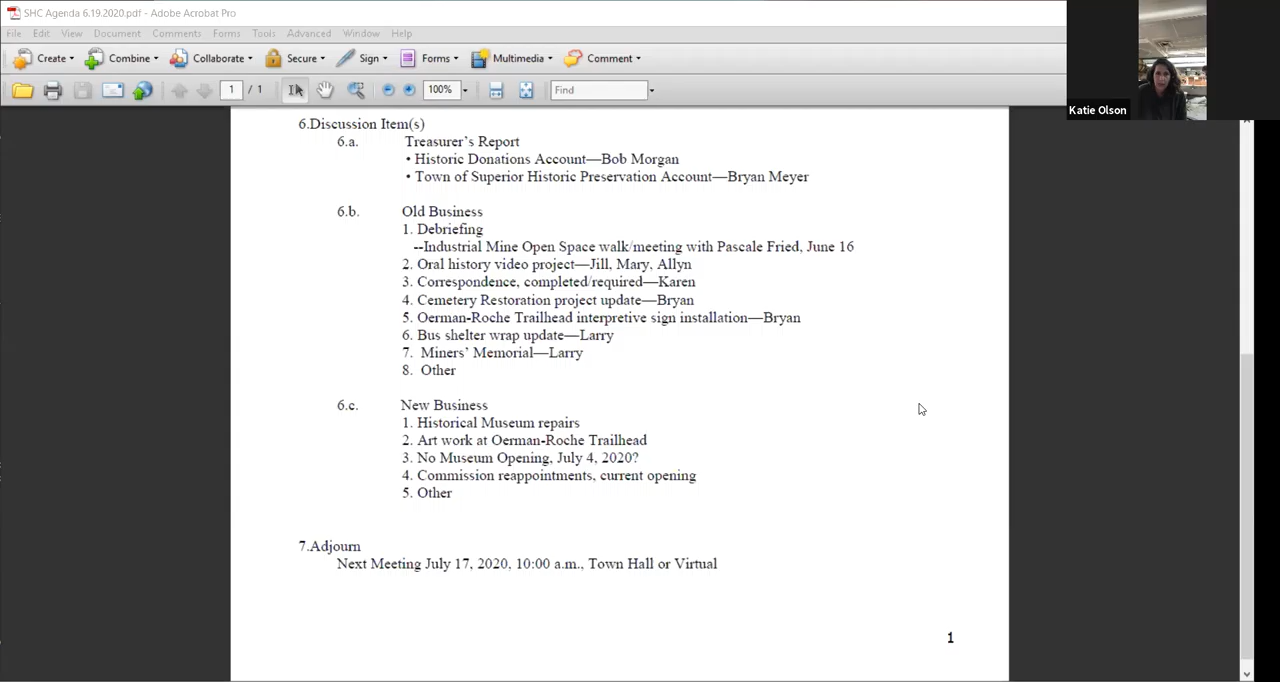 SHC Agenda 6.19.2020.pdf - Adobe Acrobat Pro
File Edit View Document Comments Forms Tools Advanced Window Help
Create Combine Collaborate Secure Sign Forms Multimedia Comment
1 / 1 100% Find
Katie Olson
6.Discussion Item(s)
6.a. Treasurer's Report
• Historic Donations Account—Bob Morgan
• Town of Superior Historic Preservation Account—Bryan Meyer
6.b. Old Business
1. Debriefing
--Industrial Mine Open Space walk/meeting with Pascale Fried, June 16
2. Oral history video project—Jill, Mary, Allyn
3. Correspondence, completed/required—Karen
4. Cemetery Restoration project update—Bryan
5. Oerman-Roche Trailhead interpretive sign installation—Bryan
6. Bus shelter wrap update—Larry
7. Miners' Memorial—Larry
8. Other
6.c. New Business
1. Historical Museum repairs
2. Art work at Oerman-Roche Trailhead
3. No Museum Opening, July 4, 2020?
4. Commission reappointments, current opening
5. Other
7.Adjourn
Next Meeting July 17, 2020, 10:00 a.m., Town Hall or Virtual
1